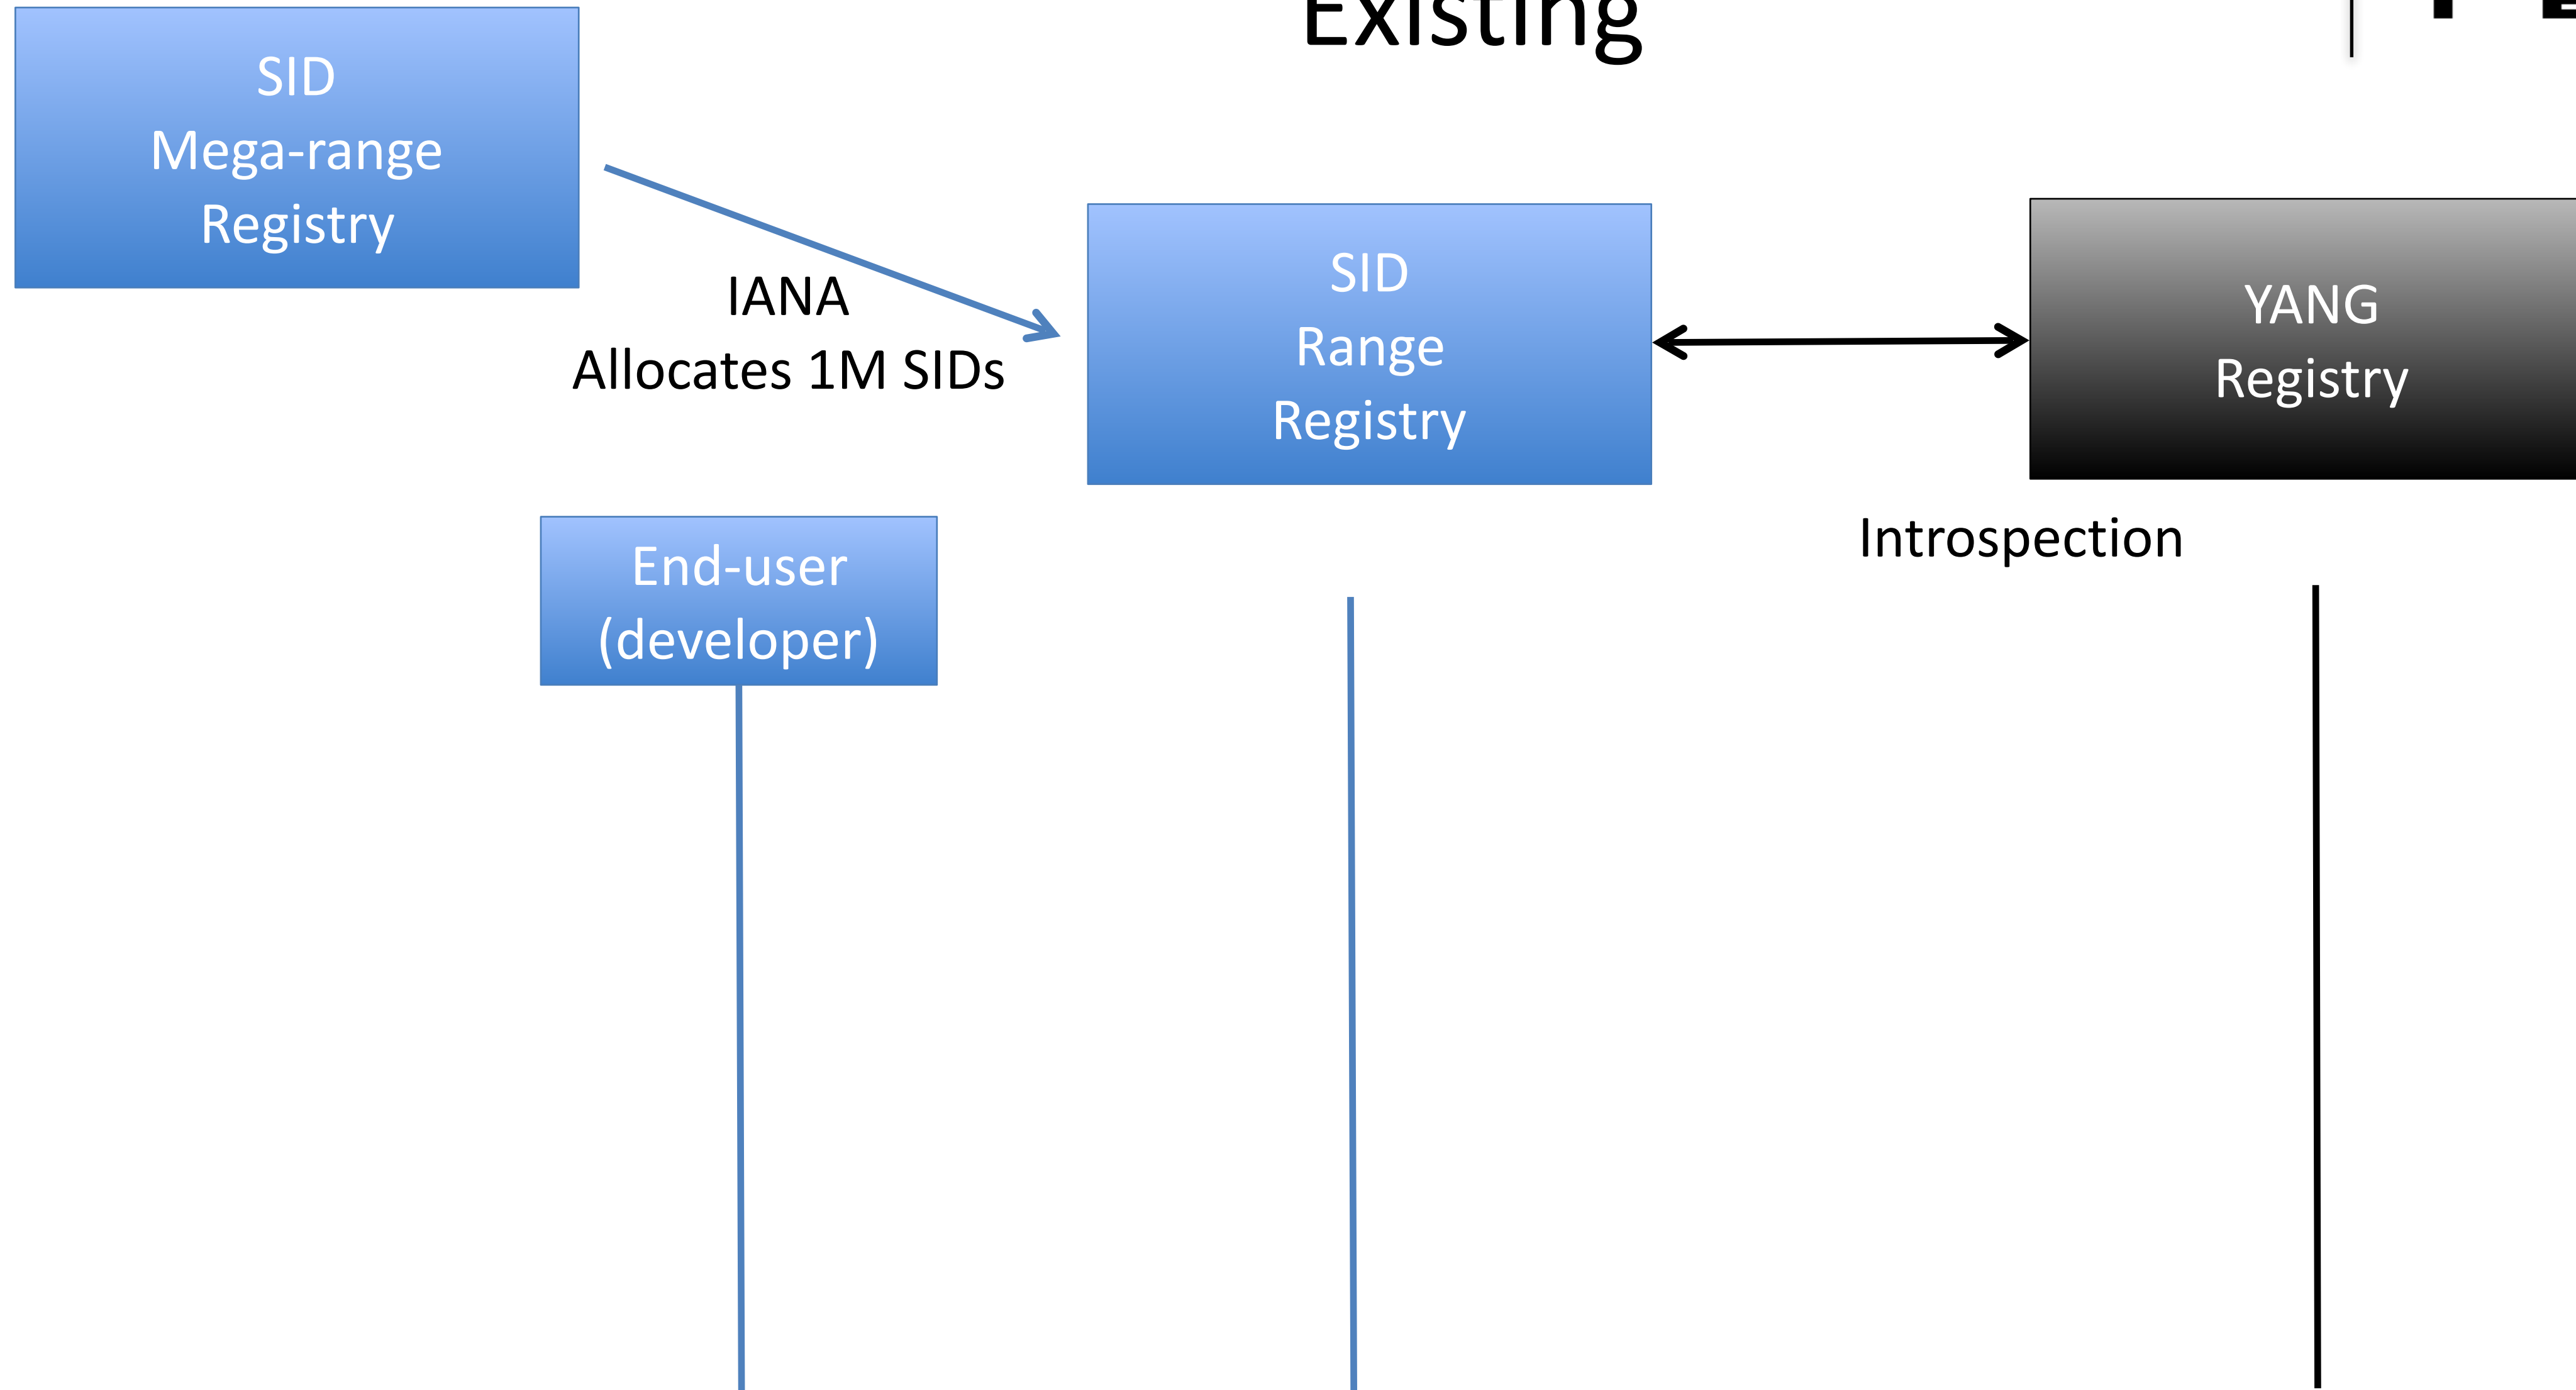 Existing
SID
Mega-range
Registry
IANA
Allocates 1M SIDs
SID
Range
Registry
YANG
Registry
Introspection
End-user
(developer)